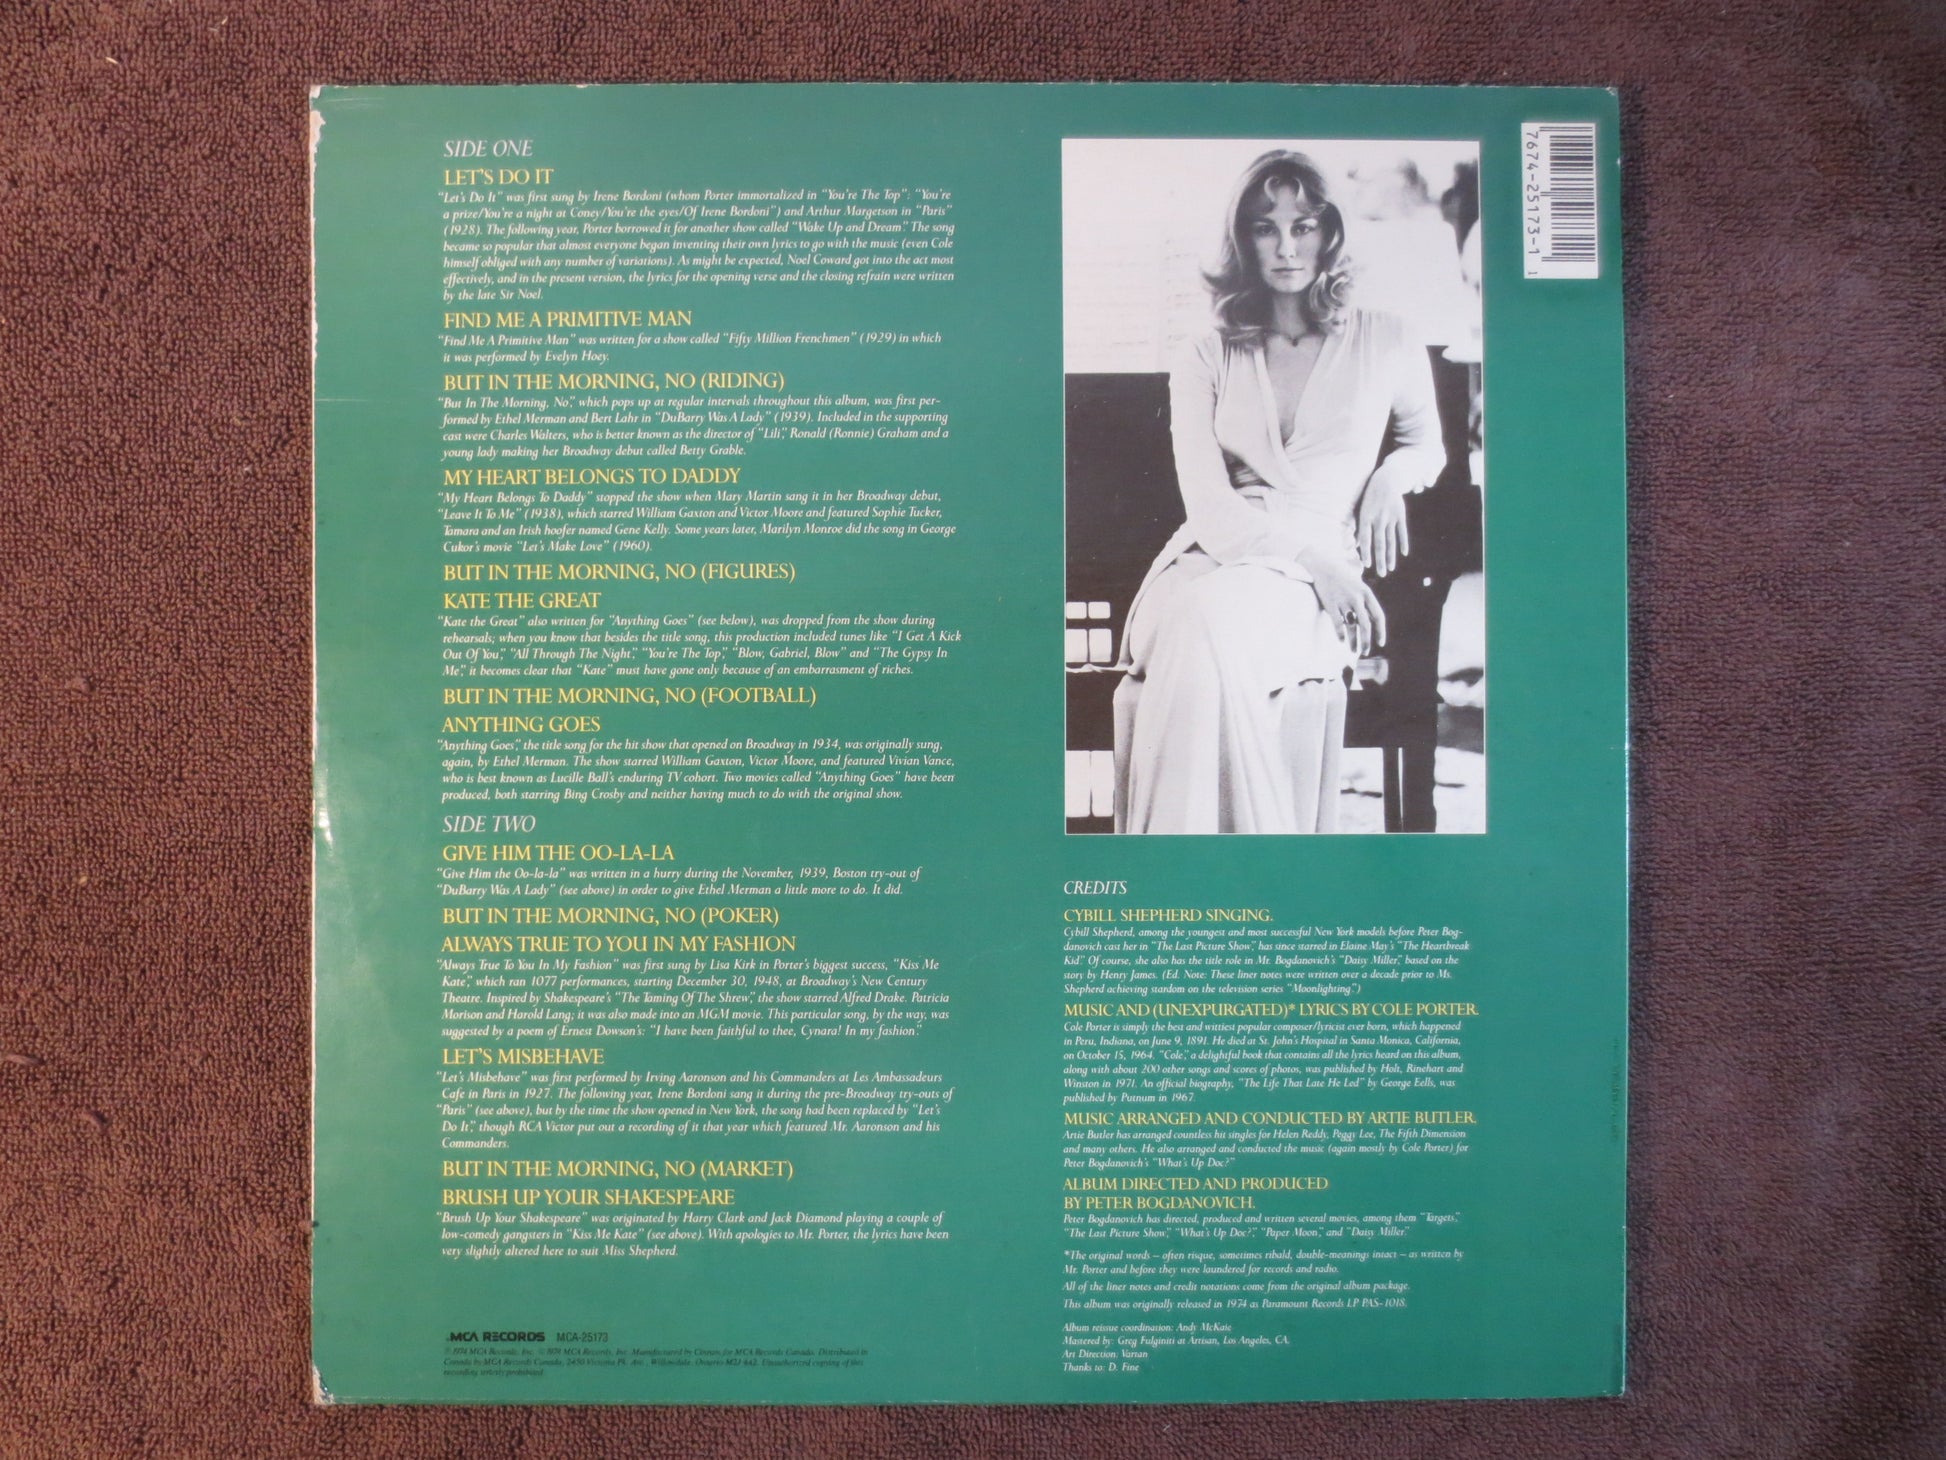 SIDE ONE
LET'S DO IT
"Let's Do It" was first sung by Irene Bordoni (whom Porter immortalized in "You're The Top": "You're
a prize/You're a night at Coney/You're the eyes/Of Irene Bordoni") and Arthur Margetson in "Paris"
(1928). The following year, Porter borrowed it for another show called "Wake Up and Dream." The song
became so popular that almost everyone began inventing their own lyrics to go with the music (even Cole
himself obliged with any number of variations). As might be expected, Noel Coward got into the act most
effectively, and in the present version, the lyrics for the opening verse and the closing refrain were written
by the late Sir Noel.
FIND ME A PRIMITIVE MAN
"Find Me A Primitive Man" was written for a show called "Fifty Million Frenchmen" (1929) in which
it was performed by Evelyn Hoey.
BUT IN THE MORNING, NO (RIDING)
"But In The Morning, No," which pops up at regular intervals throughout this album, was first per-
formed by Ethel Merman and Bert Lahr in "DuBarry Was A Lady" (1939). Included in the supporting
cast were Charles Walters, who is better known as the director of "Lili," Ronald (Ronnie) Graham and a
young lady making her Broadway debut called Betty Grable.
MY HEART BELONGS TO DADDY
"My Heart Belongs To Daddy" stopped the show when Mary Martin sang it in her Broadway debut,
"Leave It To Me" (1938), which starred William Gaxton and Victor Moore and featured Sophie Tucker,
Tamara and an Irish hoofer named Gene Kelly. Some years later, Marilyn Monroe did the song in George
Cukor's movie "Let's Make Love" (1960).
BUT IN THE MORNING, NO (FIGURES)
KATE THE GREAT
"Kate the Great" also written for "Anything Goes" (see below), was dropped from the show during
rehearsals; when you know that besides the title song, this production included tunes like "I Get A Kick
Out Of You," "All Through The Night," "You're The Top," "Blow, Gabriel, Blow" and "The Gypsy In
Me," it becomes clear that "Kate" must have gone only because of an embarrasment of riches.
BUT IN THE MORNING, NO (FOOTBALL)
ANYTHING GOES
"Anything Goes," the title song for the hit show that opened on Broadway in 1934, was originally sung,
again, by Ethel Merman. The show starred William Gaxton, Victor Moore, and featured Vivian Vance,
who is best known as Lucille Ball's enduring TV cohort. Two movies called "Anything Goes" have been
produced, both starring Bing Crosby and neither having much to do with the original show.
SIDE TWO
GIVE HIM THE OO-LA-LA
"Give Him the Oo-la-la" was written in a hurry during the November, 1939, Boston try-out of
"DuBarry Was A Lady" (see above) in order to give Ethel Merman a little more to do. It did.
BUT IN THE MORNING, NO (POKER)
ALWAYS TRUE TO YOU IN MY FASHION
"Always True To You In My Fashion" was first sung by Lisa Kirk in Porter's biggest success, "Kiss Me
Kate," which ran 1077 performances, starting December 30, 1948, at Broadway's New Century
Theatre. Inspired by Shakespeare's "The Taming Of The Shrew," the show starred Alfred Drake. Patricia
Morison and Harold Lang; it was also made into an MGM movie. This particular song, by the way, was
suggested by a poem of Ernest Dowson's: "I have been faithful to thee, Cynara! In my fashion."
LET'S MISBEHAVE
"Let's Misbehave" was first performed by Irving Aaronson and his Commanders at Les Ambassadeurs
Cafe in Paris in 1927. The following year, Irene Bordoni sang it during the pre-Broadway try-outs of
"Paris" (see above), but by the time the show opened in New York, the song had been replaced by "Let's
Do It," though RCA Victor put out a recording of it that year which featured Mr. Aaronson and his
Commanders.
BUT IN THE MORNING, NO (MARKET)
BRUSH UP YOUR SHAKESPEARE
"Brush Up Your Shakespeare" was originated by Harry Clark and Jack Diamond playing a couple of
low-comedy gangsters in "Kiss Me Kate" (see above). With apologies to Mr. Porter, the lyrics have been
very slightly altered here to suit Miss Shepherd.
MCA RECORDS MCA-25173
℗ 1974 MCA Records, Inc. © 1974 MCA Records, Inc. Manufactured by Cinram for MCA Records Canada. Distributed in
Canada by MCA Records Canada, 2450 Victoria Pk. Ave., Willowdale, Ontario M2J 4A2. Unauthorized copying of this
recording strictly prohibited.
7674-25173-1 1
CREDITS
CYBILL SHEPHERD SINGING.
Cybill Shepherd, among the youngest and most successful New York models before Peter Bog-
danovich cast her in "The Last Picture Show," has since starred in Elaine May's "The Heartbreak
Kid." Of course, she also has the title role in Mr. Bogdanovich's "Daisy Miller," based on the
story by Henry James. (Ed. Note: These liner notes were written over a decade prior to Ms.
Shepherd achieving stardom on the television series "Moonlighting.")
MUSIC AND (UNEXPURGATED)* LYRICS BY COLE PORTER.
Cole Porter is simply the best and wittiest popular composer/lyricist ever born, which happened
in Peru, Indiana, on June 9, 1891. He died at St. John's Hospital in Santa Monica, California,
on October 15, 1964. "Cole," a delightful book that contains all the lyrics heard on this album,
along with about 200 other songs and scores of photos, was published by Holt, Rinehart and
Winston in 1971. An official biography, "The Life That Late He Led" by George Eells, was
published by Putnum in 1967.
MUSIC ARRANGED AND CONDUCTED BY ARTIE BUTLER.
Artie Butler has arranged countless hit singles for Helen Reddy, Peggy Lee, The Fifth Dimension
and many others. He also arranged and conducted the music (again mostly by Cole Porter) for
Peter Bogdanovich's "What's Up Doc?"
ALBUM DIRECTED AND PRODUCED
BY PETER BOGDANOVICH.
Peter Bogdanovich has directed, produced and written several movies, among them "Targets,"
"The Last Picture Show," "What's Up Doc?," "Paper Moon," and "Daisy Miller."
*The original words – often risque, sometimes ribald, double-meanings intact – as written by
Mr. Porter and before they were laundered for records and radio.
All of the liner notes and credit notations come from the original album package.
This album was originally released in 1974 as Paramount Records LP PAS-1018.
Album reissue coordination: Andy McKaie
Mastered by: Greg Fulginiti at Artisan, Los Angeles, CA.
Art Direction: Vartan
Thanks to: D. Fine